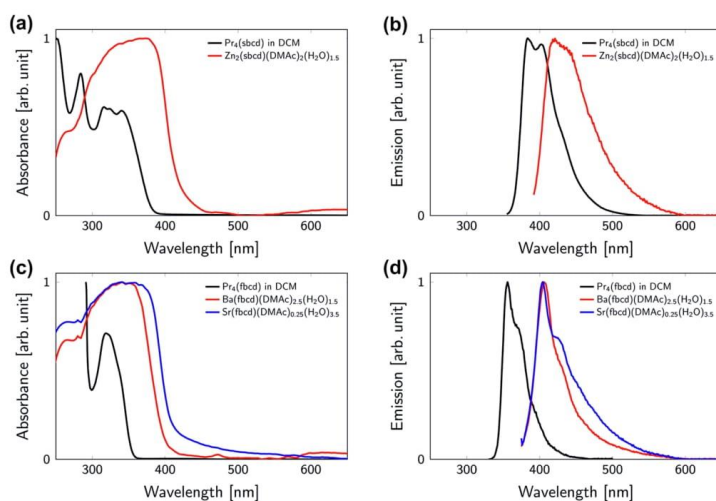 (a)
Absorbance [arb. unit]
1
0
Pr4(sbcd) in DCM
Zn2(sbcd)(DMAc)2(H2O)1.5
300 400 500 600
Wavelength [nm]
(b)
Emission [arb. unit]
1
0
Pr4(sbcd) in DCM
Zn2(sbcd)(DMAc)2(H2O)1.5
300 400 500 600
Wavelength [nm]
(c)
Absorbance [arb. unit]
1
0
Pr4(fbcd) in DCM
Ba(fbcd)(DMAc)2.5(H2O)1.5
Sr(fbcd)(DMAc)0.25(H2O)3.5
300 400 500 600
Wavelength [nm]
(d)
Emission [arb. unit]
1
0
Pr4(fbcd) in DCM
Ba(fbcd)(DMAc)2.5(H2O)1.5
Sr(fbcd)(DMAc)0.25(H2O)3.5
300 400 500 600
Wavelength [nm]